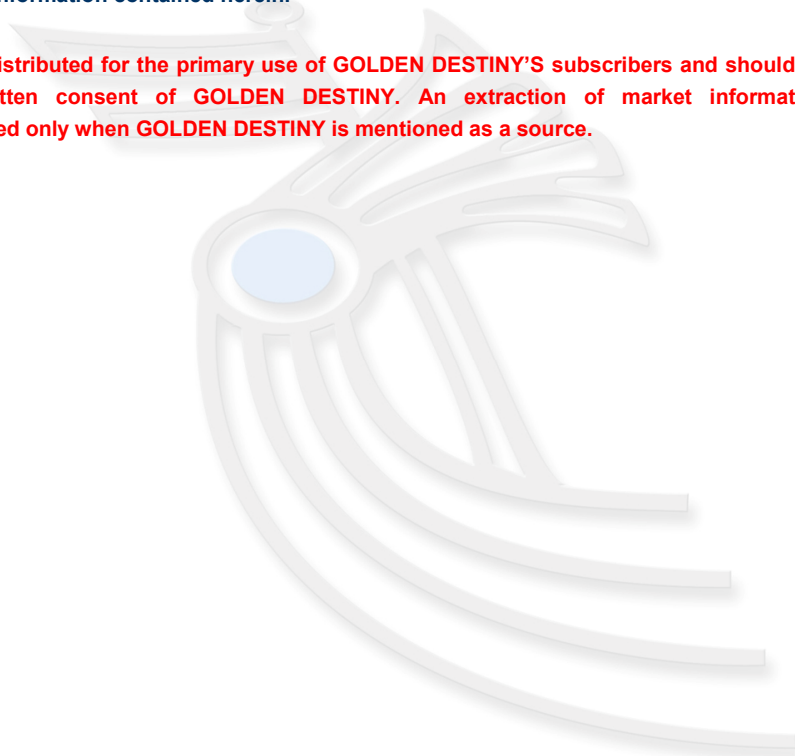 contained herein.
istributed for the primary use of GOLDEN DESTINY'S subscribers and should
tten consent of GOLDEN DESTINY. An extraction of market informat
ed only when GOLDEN DESTINY is mentioned as a source.